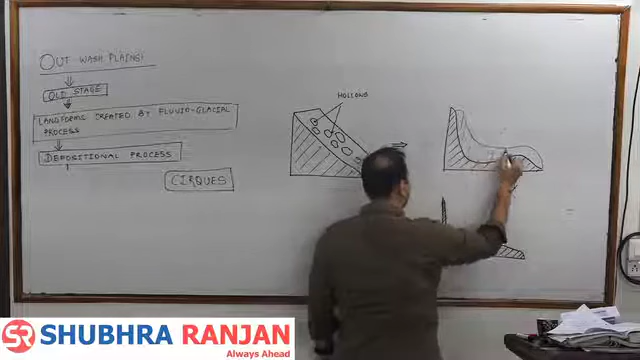 OUT WASH PLAINS
OLD STAGE
LANDFORMS CREATED BY FLUVIO-GLACIAL
PROCESS
DEPOSITIONAL PROCESS
CIRQUES
HOLLOWS
SR SHUBHRA RANJAN
Always Ahead